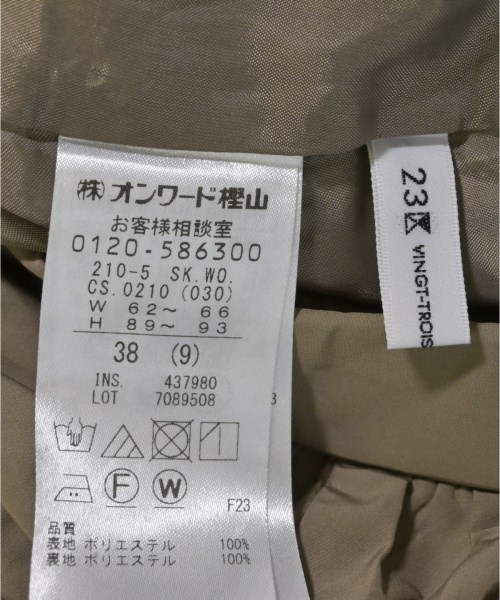 (株)オンワード樫山
お客様相談室
0120-586300
210-5 SK.WO.
CS.0210 (030)
W 62～ 66
H 89～ 93
38 (9)
INS. 437980
LOT 7089508
F
W
F23
品質
表地 ポリエステル 100%
裏地 ポリエステル 100%
23区 VINGT-TROIS